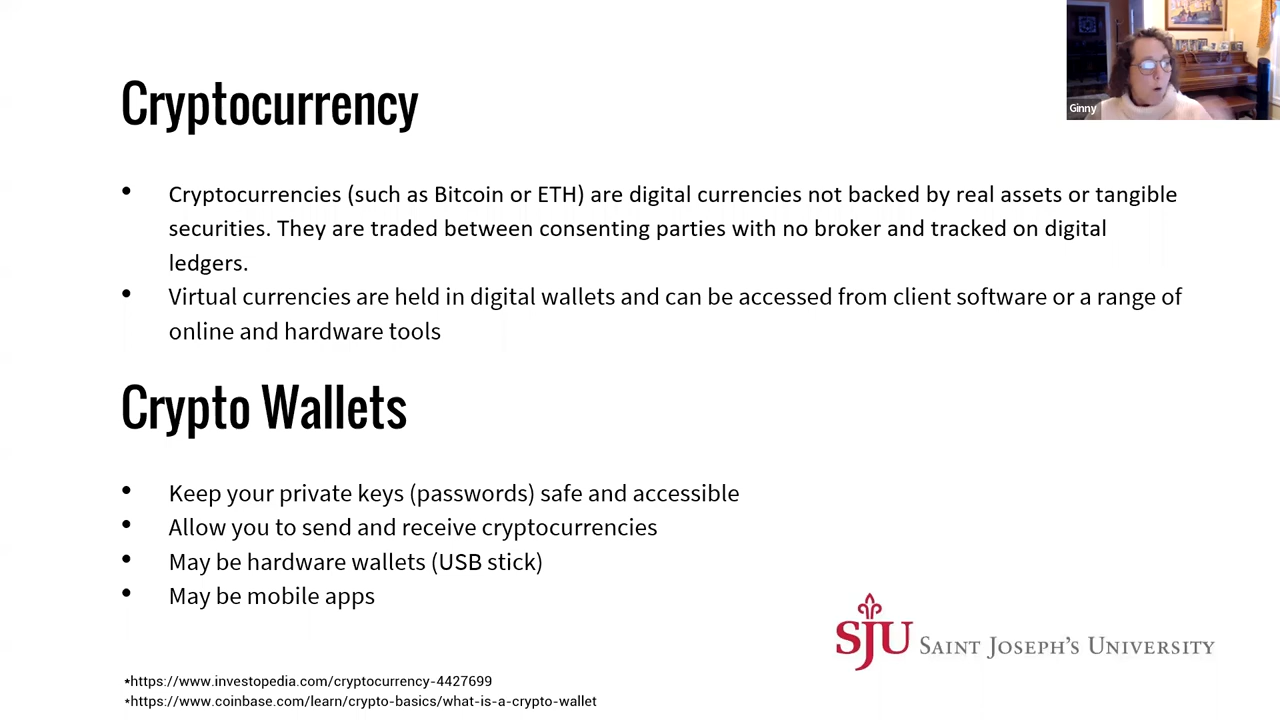 Ginny
Cryptocurrency
• Cryptocurrencies (such as Bitcoin or ETH) are digital currencies not backed by real assets or tangible
securities. They are traded between consenting parties with no broker and tracked on digital
ledgers.
• Virtual currencies are held in digital wallets and can be accessed from client software or a range of
online and hardware tools
Crypto Wallets
• Keep your private keys (passwords) safe and accessible
• Allow you to send and receive cryptocurrencies
• May be hardware wallets (USB stick)
• May be mobile apps
SJU SAINT JOSEPH'S UNIVERSITY
*https://www.investopedia.com/cryptocurrency-4427699
*https://www.coinbase.com/learn/crypto-basics/what-is-a-crypto-wallet